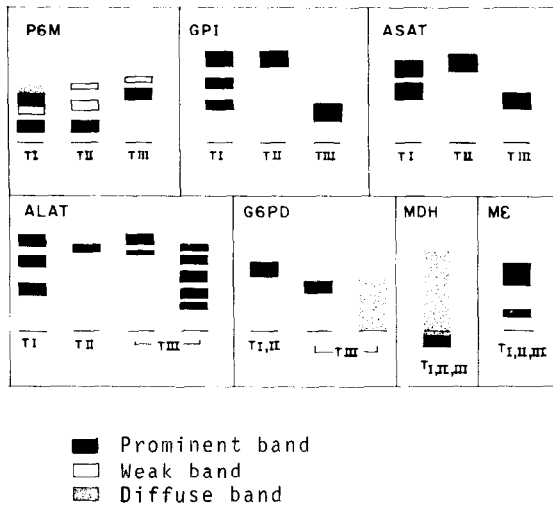 P6M
GPI
ASAT
TI TII TIII
TI TII TIII
TI TII TIII
ALAT
G6PD
MDH
MƐ
TI TII TIII
TI,II TIII
TI,II,III
TI,II,III
Prominent band
Weak band
Diffuse band